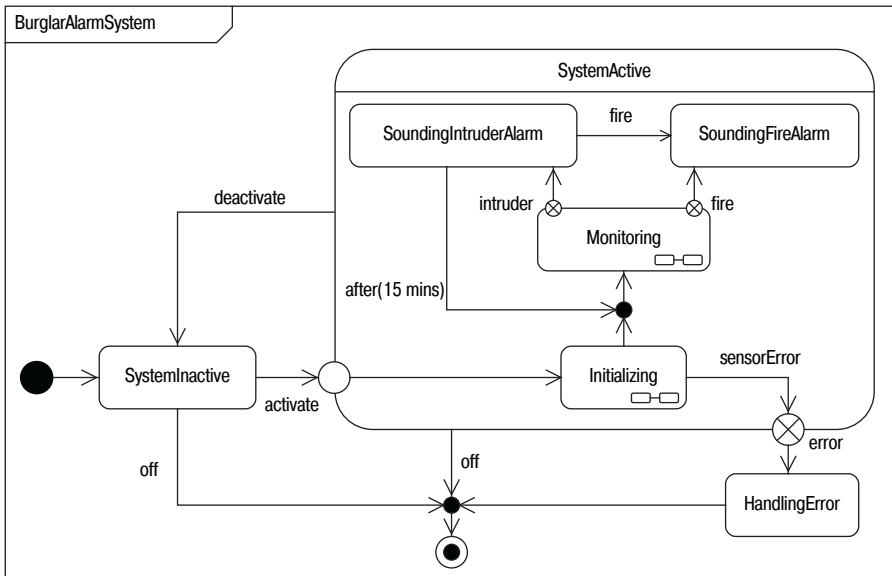 BurglarAlarmSystem
SystemActive
SoundingIntruderAlarm
fire
SoundingFireAlarm
deactivate
intruder
fire
Monitoring
after(15 mins)
SystemInactive
activate
Initializing
sensorError
error
off
off
HandlingError